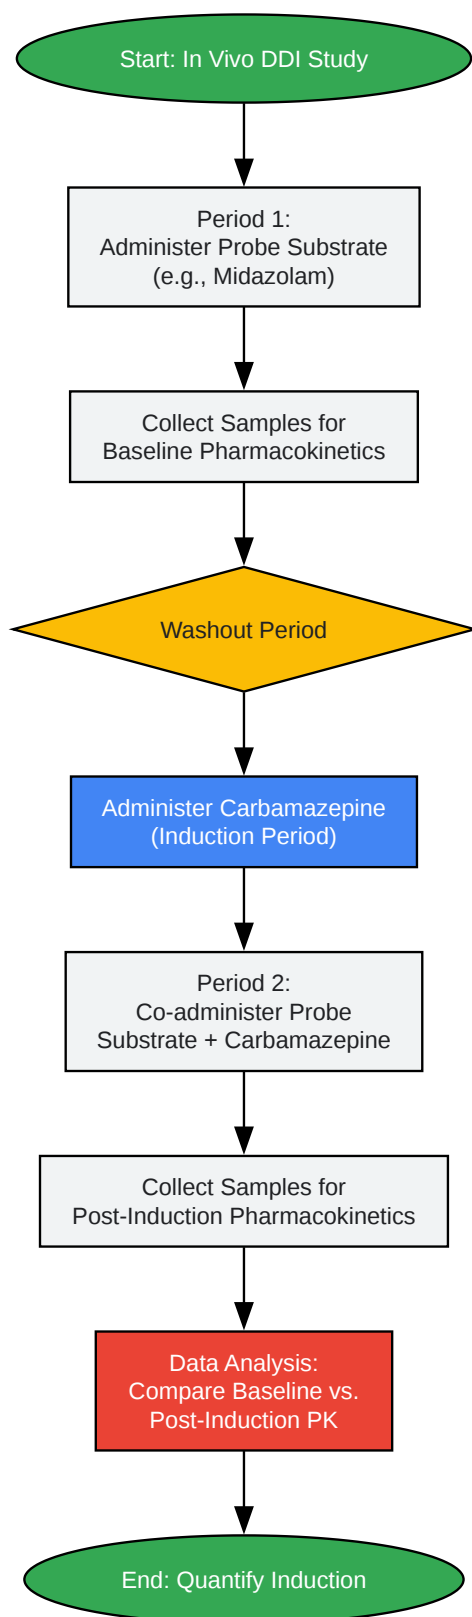 Start: In Vivo DDI Study
Period 1:
Administer Probe Substrate
(e.g., Midazolam)
Collect Samples for
Baseline Pharmacokinetics
Washout Period
Administer Carbamazepine
(Induction Period)
Period 2:
Co-administer Probe
Substrate + Carbamazepine
Collect Samples for
Post-Induction Pharmacokinetics
Data Analysis:
Compare Baseline vs.
Post-Induction PK
End: Quantify Induction